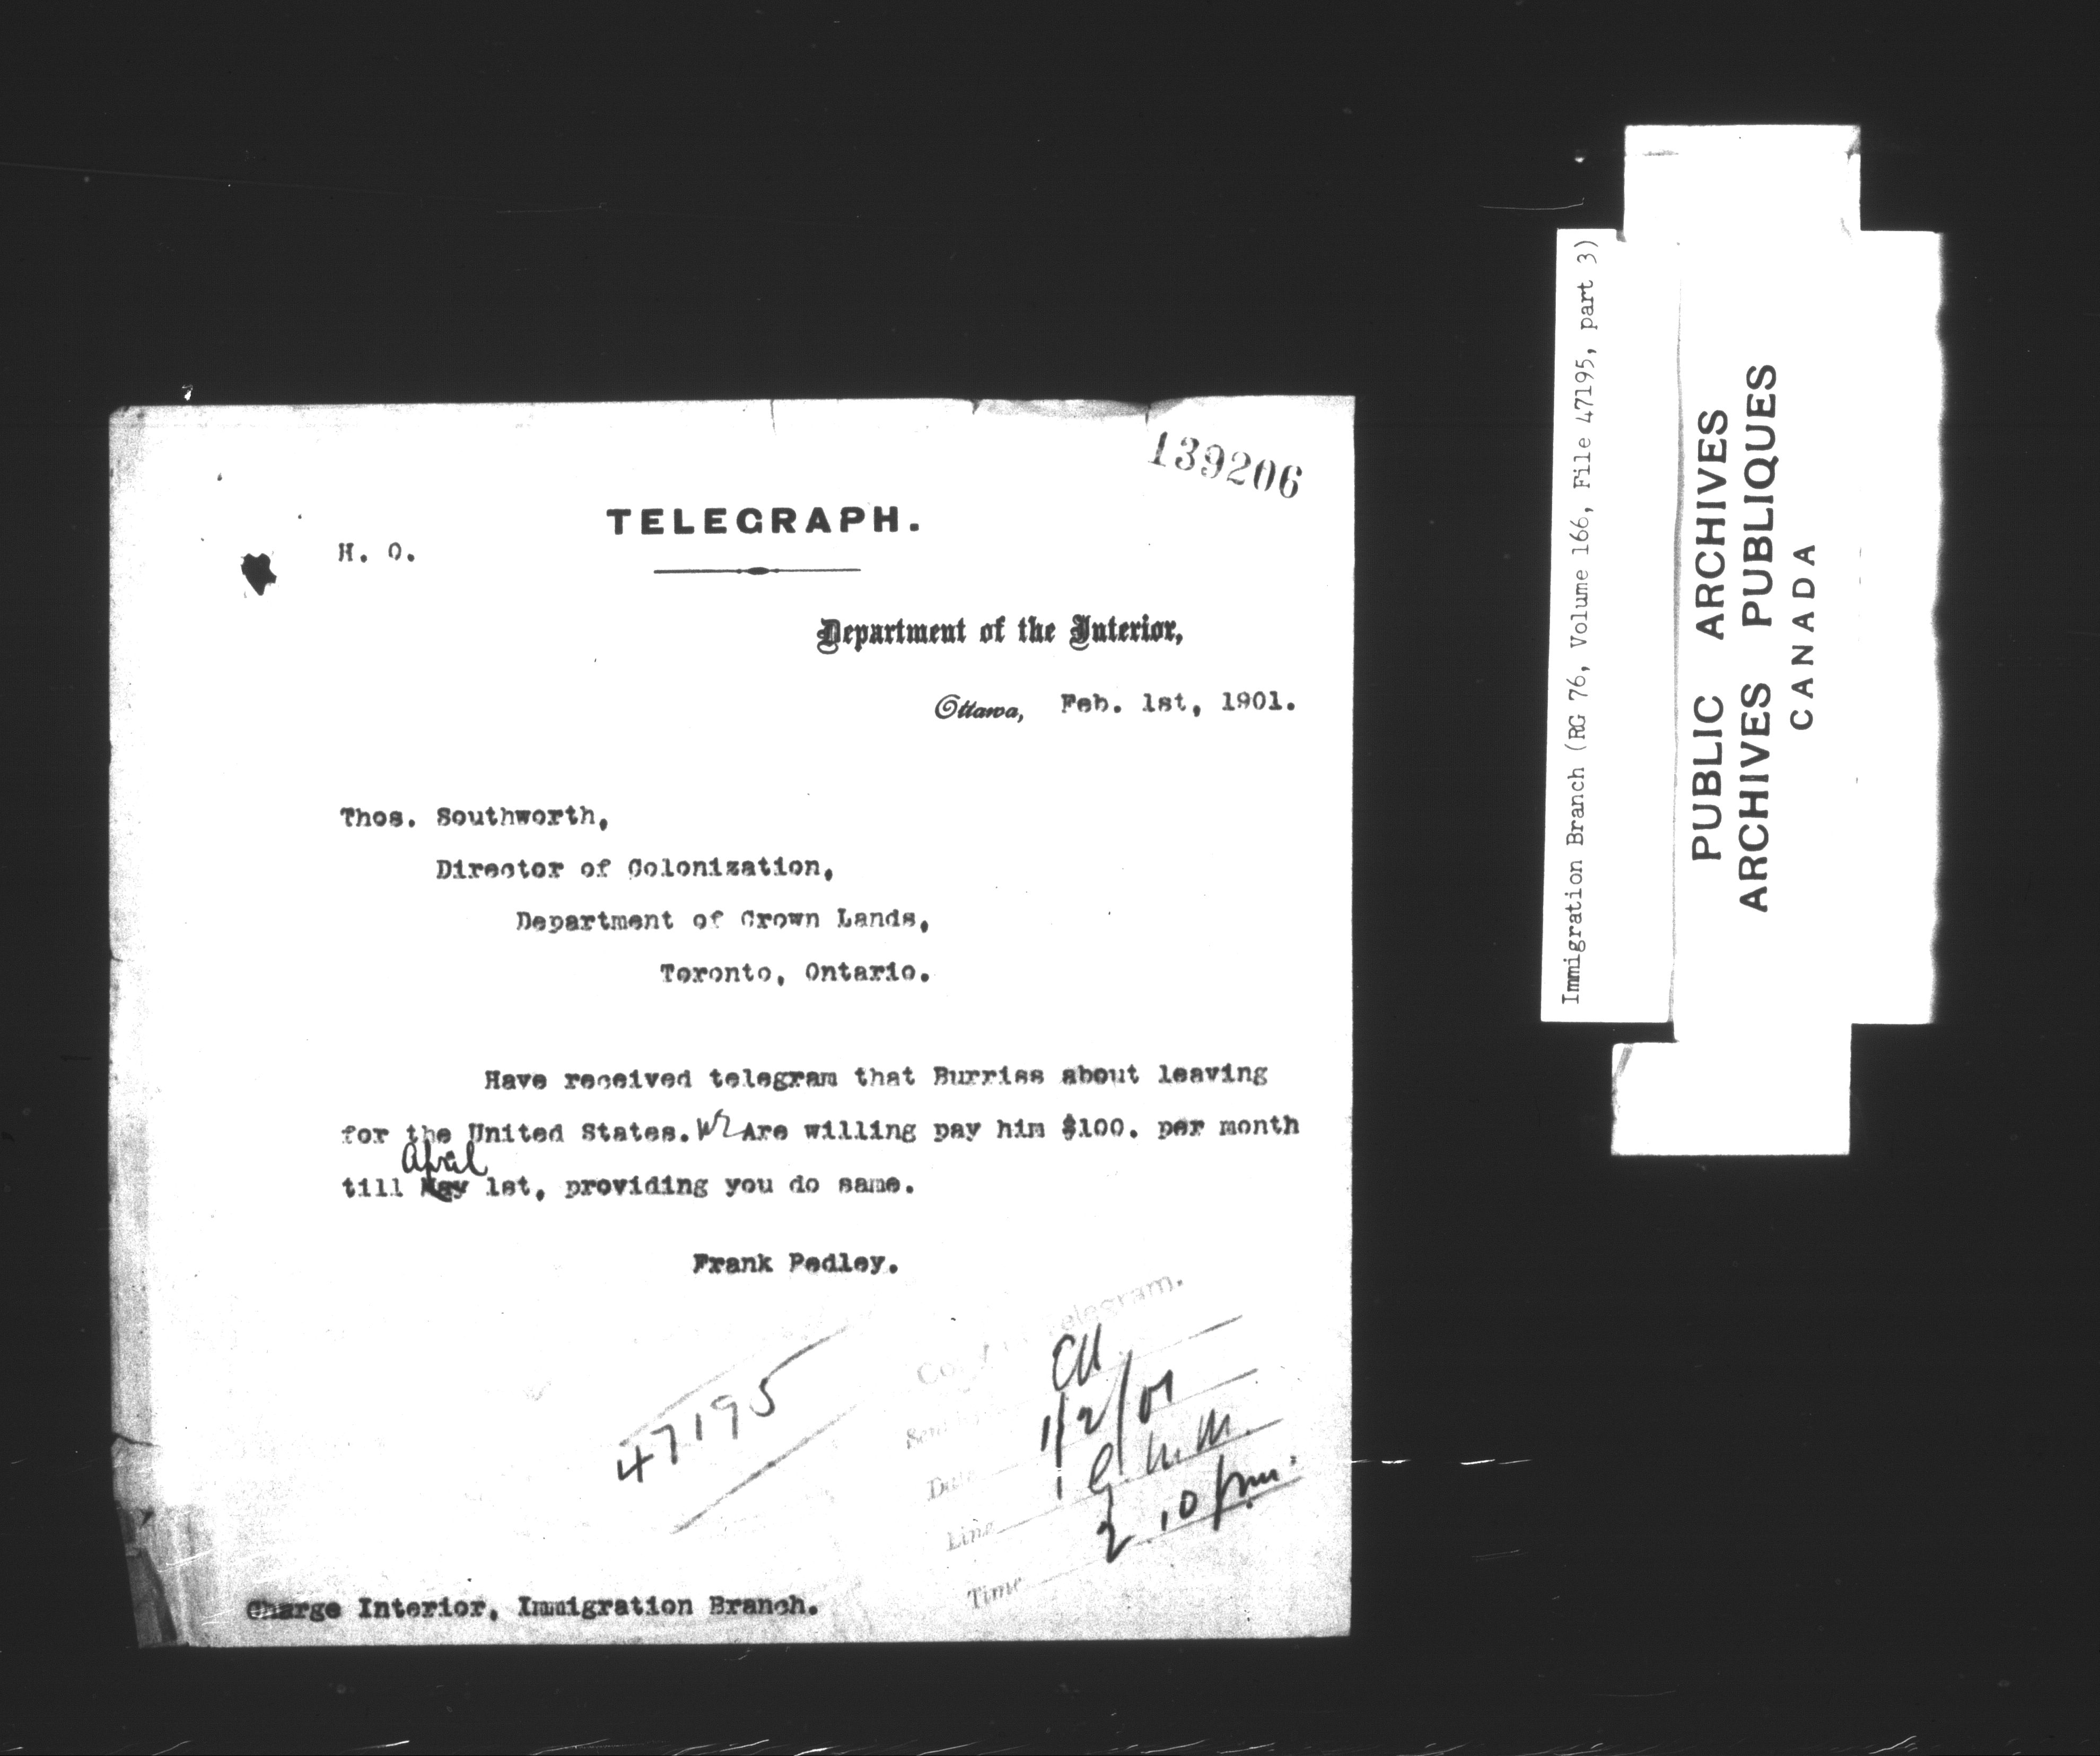 139206
TELEGRAPH.
H. O.
Department of the Interior,
Ottawa, Feb. 1st, 1901.
Thos. Southworth,
Director of Colonization,
Department of Crown Lands,
Toronto, Ontario.
Have received telegram that Burriss about leaving
for the United States. We Are willing pay him $100. per month
april
till May 1st, providing you do same.
Frank Pedley.
Telegram.
47195
1/2/01
Date
G. N. W.
Line
2.10 pm.
Time
Charge Interior, Immigration Branch.
Immigration Branch (RG 76, Volume 166, File 47195, part 3)
PUBLIC ARCHIVES
ARCHIVES PUBLIQUES
CANADA